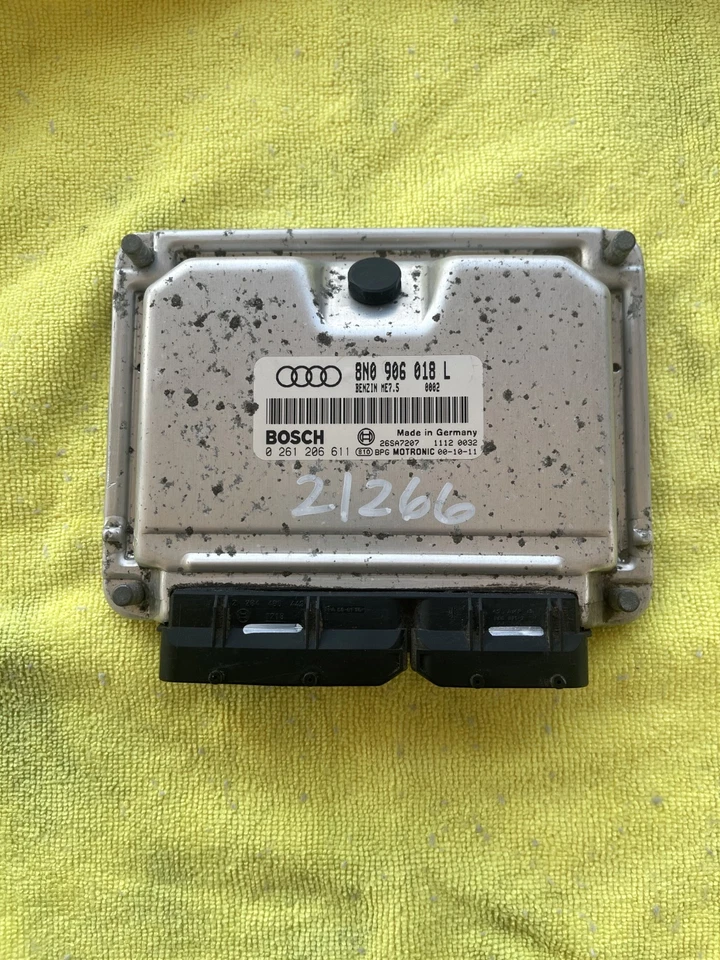 8N0 906 018 L
BENZIN ME7.5 0002
BOSCH Made in Germany
26SA7207 1112 0032
0 261 206 611 BPG MOTRONIC 00-10-11
21266